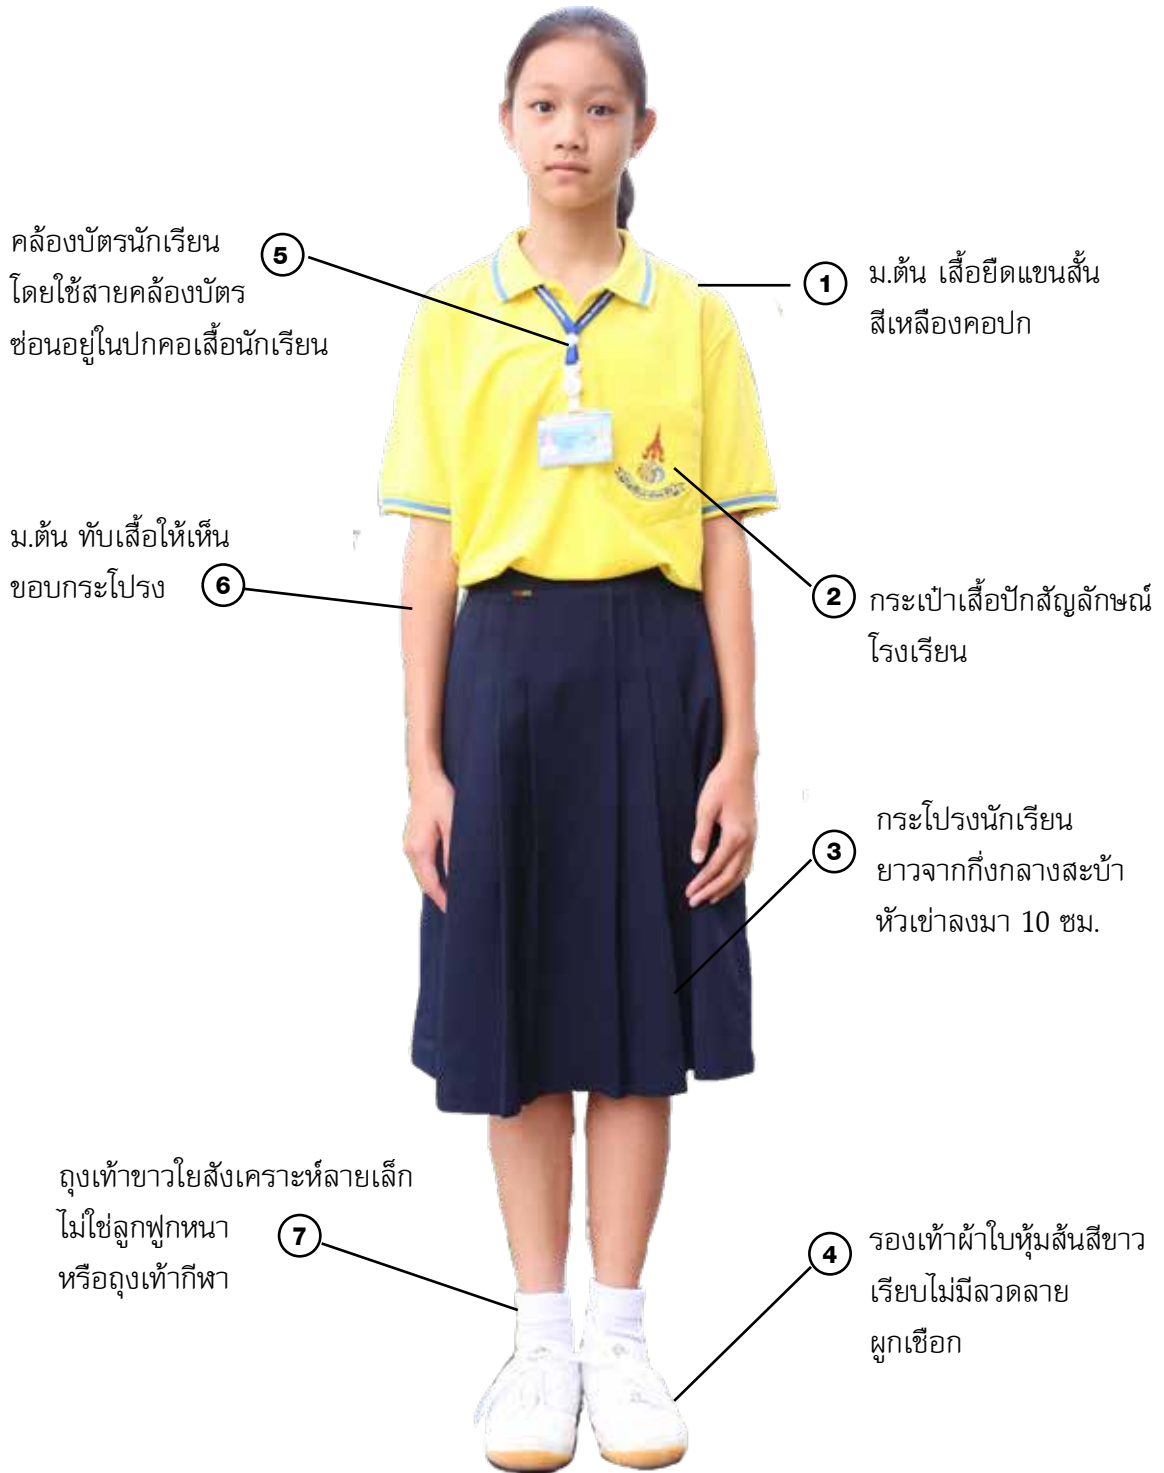 คล้องบัตรนักเรียน
โดยใช้สายคล้องบัตร
ซ่อนอยู่ในปกคอเสื้อนักเรียน
5
1
ม.ต้น เสื้อยืดแขนสั้น
สีเหลืองคอปก
ม.ต้น ทับเสื้อให้เห็น
ขอบกระโปรง
6
2
กระเป๋าเสื้อปักสัญลักษณ์
โรงเรียน
3
กระโปรงนักเรียน
ยาวจากกึ่งกลางสะบ้า
หัวเข่าลงมา 10 ซม.
ถุงเท้าขาวใยสังเคราะห์ลายเล็ก
ไม่ใช่ลูกฟูกหนา
หรือถุงเท้ากีฬา
7
4
รองเท้าผ้าใบหุ้มส้นสีขาว
เรียบไม่มีลวดลาย
ผูกเชือก